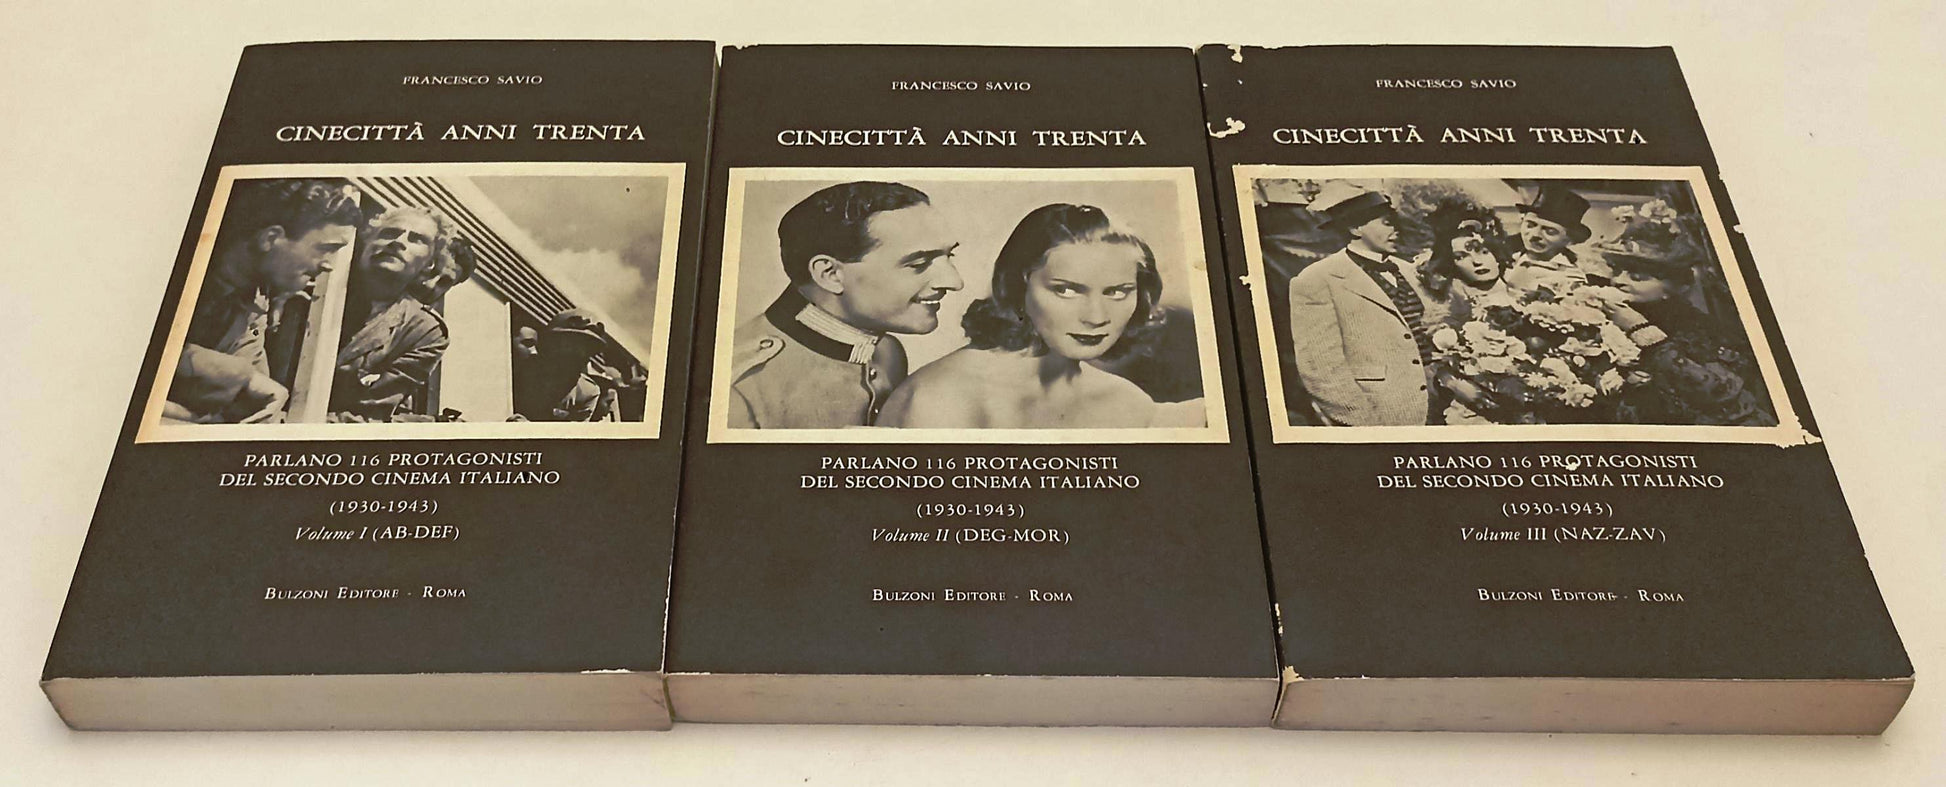 FRANCESCO SAVIO
CINECITTÀ ANNI TRENTA
PARLANO 116 PROTAGONISTI
DEL SECONDO CINEMA ITALIANO
(1930-1943)
Volume I (AB-DEF)
BULZONI EDITORE - ROMA
FRANCESCO SAVIO
CINECITTÀ ANNI TRENTA
PARLANO 116 PROTAGONISTI
DEL SECONDO CINEMA ITALIANO
(1930-1943)
Volume II (DEG-MOR)
BULZONI EDITORE - ROMA
FRANCESCO SAVIO
CINECITTÀ ANNI TRENTA
PARLANO 116 PROTAGONISTI
DEL SECONDO CINEMA ITALIANO
(1930-1943)
Volume III (NAZ-ZAV)
BULZONI EDITORE - ROMA